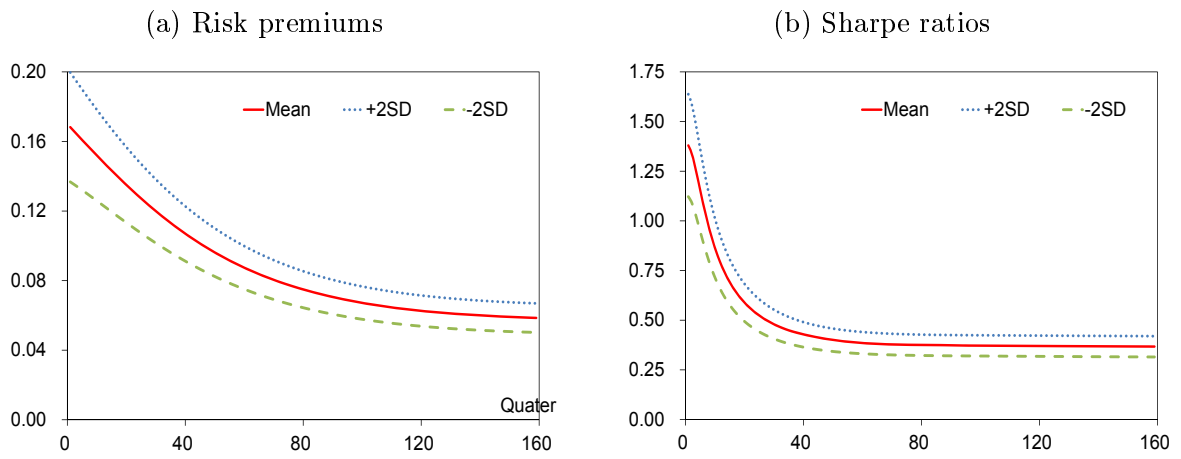 (a) Risk premiums
0.20
Mean +2SD -2SD
0.16
0.12
0.08
0.04
Quater
0.00
0 40 80 120 160
(b) Sharpe ratios
1.75
Mean +2SD -2SD
1.50
1.25
1.00
0.75
0.50
0.25
0.00
0 40 80 120 160